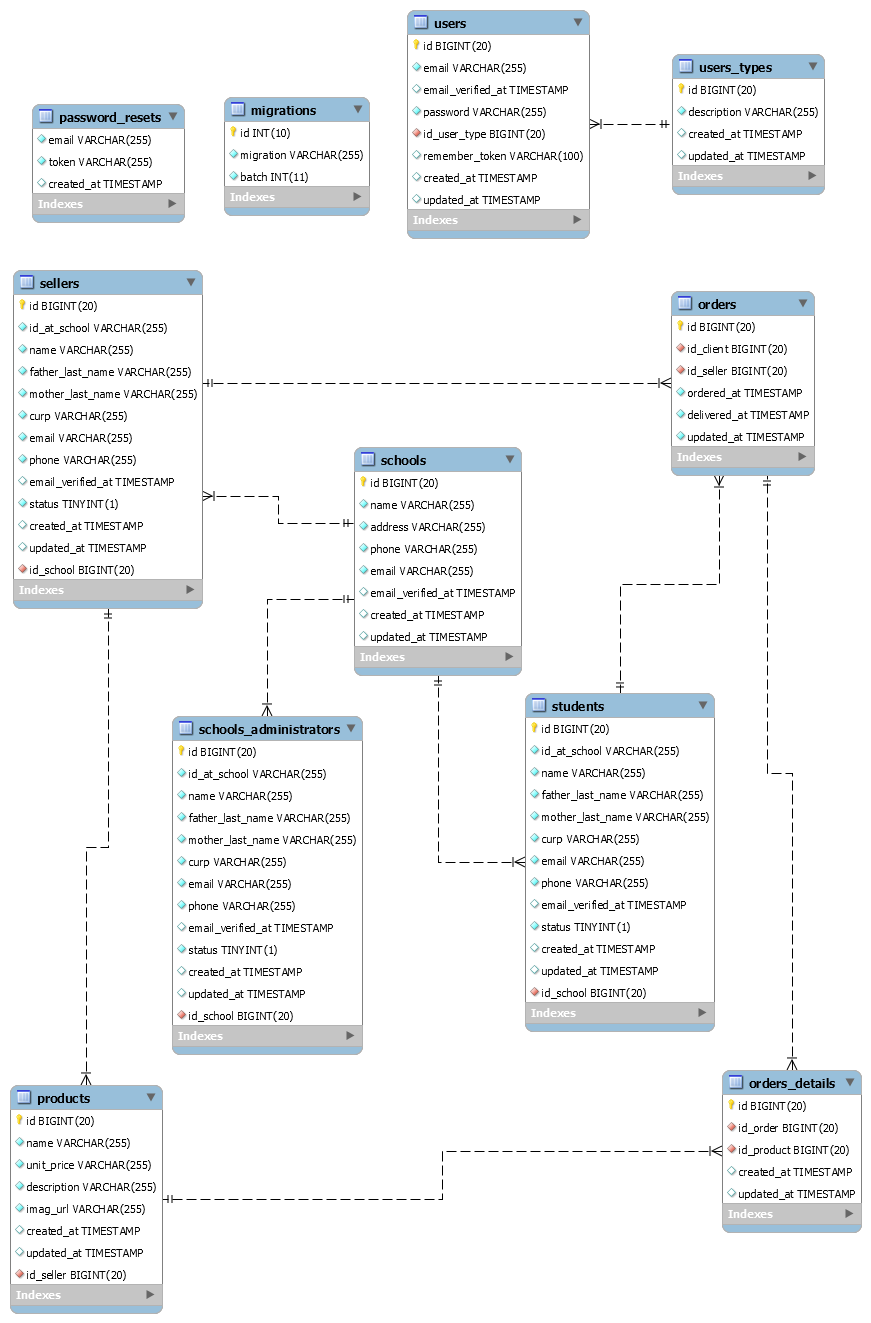 users
id BIGINT(20)
email VARCHAR(255)
email_verified_at TIMESTAMP
password VARCHAR(255)
id_user_type BIGINT(20)
remember_token VARCHAR(100)
created_at TIMESTAMP
updated_at TIMESTAMP
Indexes
users_types
id BIGINT(20)
description VARCHAR(255)
created_at TIMESTAMP
updated_at TIMESTAMP
Indexes
password_resets
email VARCHAR(255)
token VARCHAR(255)
created_at TIMESTAMP
Indexes
migrations
id INT(10)
migration VARCHAR(255)
batch INT(11)
Indexes
sellers
id BIGINT(20)
id_at_school VARCHAR(255)
name VARCHAR(255)
father_last_name VARCHAR(255)
mother_last_name VARCHAR(255)
curp VARCHAR(255)
email VARCHAR(255)
phone VARCHAR(255)
email_verified_at TIMESTAMP
status TINYINT(1)
created_at TIMESTAMP
updated_at TIMESTAMP
id_school BIGINT(20)
Indexes
orders
id BIGINT(20)
id_client BIGINT(20)
id_seller BIGINT(20)
ordered_at TIMESTAMP
delivered_at TIMESTAMP
updated_at TIMESTAMP
Indexes
schools
id BIGINT(20)
name VARCHAR(255)
address VARCHAR(255)
phone VARCHAR(255)
email VARCHAR(255)
email_verified_at TIMESTAMP
created_at TIMESTAMP
updated_at TIMESTAMP
Indexes
schools_administrators
id BIGINT(20)
id_at_school VARCHAR(255)
name VARCHAR(255)
father_last_name VARCHAR(255)
mother_last_name VARCHAR(255)
curp VARCHAR(255)
email VARCHAR(255)
phone VARCHAR(255)
email_verified_at TIMESTAMP
status TINYINT(1)
created_at TIMESTAMP
updated_at TIMESTAMP
id_school BIGINT(20)
Indexes
students
id BIGINT(20)
id_at_school VARCHAR(255)
name VARCHAR(255)
father_last_name VARCHAR(255)
mother_last_name VARCHAR(255)
curp VARCHAR(255)
email VARCHAR(255)
phone VARCHAR(255)
email_verified_at TIMESTAMP
status TINYINT(1)
created_at TIMESTAMP
updated_at TIMESTAMP
id_school BIGINT(20)
Indexes
products
id BIGINT(20)
name VARCHAR(255)
unit_price VARCHAR(255)
description VARCHAR(255)
imag_url VARCHAR(255)
created_at TIMESTAMP
updated_at TIMESTAMP
id_seller BIGINT(20)
Indexes
orders_details
id BIGINT(20)
id_order BIGINT(20)
id_product BIGINT(20)
created_at TIMESTAMP
updated_at TIMESTAMP
Indexes